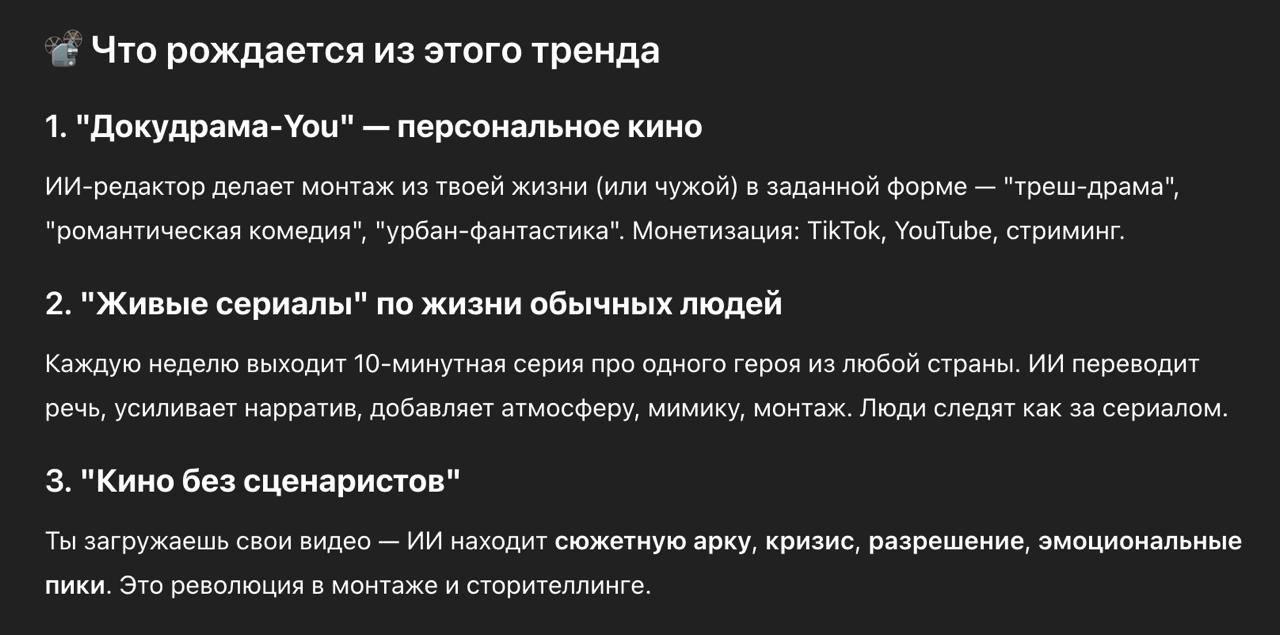 📽 Что рождается из этого тренда
1. "Докудрама-You" — персональное кино
ИИ-редактор делает монтаж из твоей жизни (или чужой) в заданной форме — "треш-драма",
"романтическая комедия", "урбан-фантастика". Монетизация: TikTok, YouTube, стриминг.
2. "Живые сериалы" по жизни обычных людей
Каждую неделю выходит 10-минутная серия про одного героя из любой страны. ИИ переводит
речь, усиливает нарратив, добавляет атмосферу, мимику, монтаж. Люди следят как за сериалом.
3. "Кино без сценаристов"
Ты загружаешь свои видео — ИИ находит сюжетную арку, кризис, разрешение, эмоциональные
пики. Это революция в монтаже и сторителлинге.